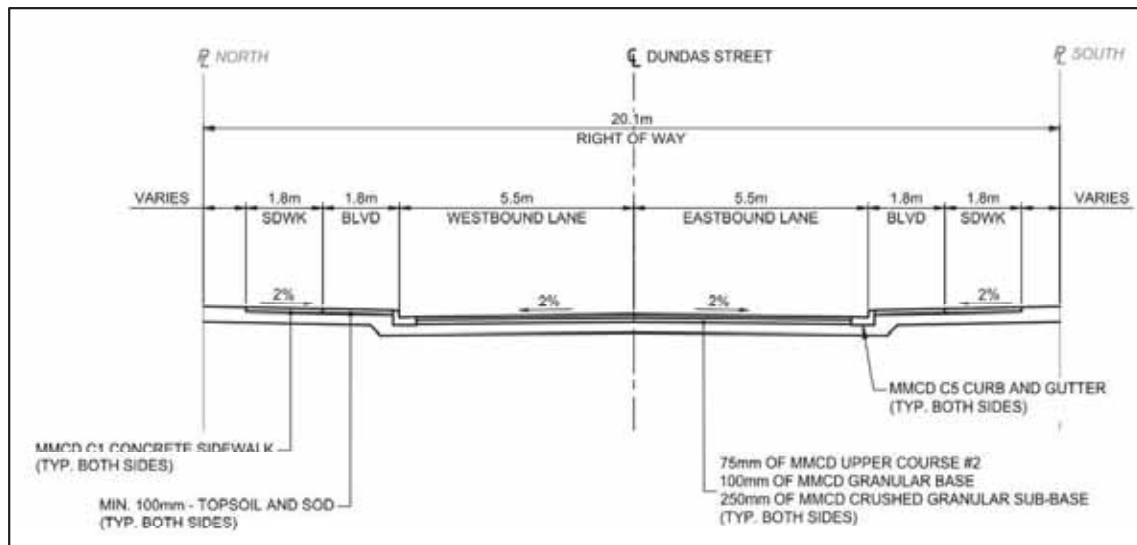 PL NORTH
CL DUNDAS STREET
PL SOUTH
20.1m
RIGHT OF WAY
VARIES
1.8m
SDWK
1.8m
BLVD
5.5m
WESTBOUND LANE
5.5m
EASTBOUND LANE
1.8m
BLVD
1.8m
SDWK
VARIES
2%
2%
2%
2%
MMCD C5 CURB AND GUTTER
(TYP. BOTH SIDES)
MMCD C1 CONCRETE SIDEWALK
(TYP. BOTH SIDES)
MIN. 100mm - TOPSOIL AND SOD
(TYP. BOTH SIDES)
75mm OF MMCD UPPER COURSE #2
100mm OF MMCD GRANULAR BASE
250mm OF MMCD CRUSHED GRANULAR SUB-BASE
(TYP. BOTH SIDES)